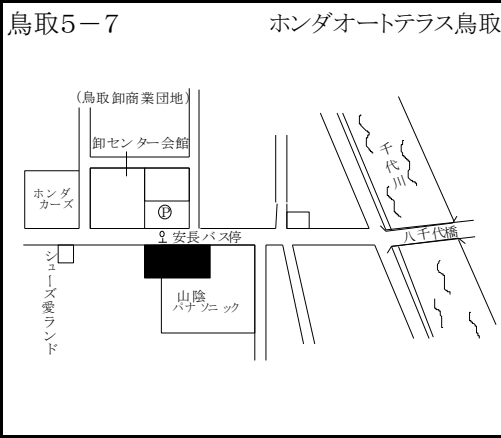 鳥取5－7
ホンダオートテラス鳥取
(鳥取卸商業団地)
卸センター会館
ホンダ
カーズ
Ⓟ
安長バス停
千代川
八千代橋
シューズ愛ランド
山陰
パナソニック